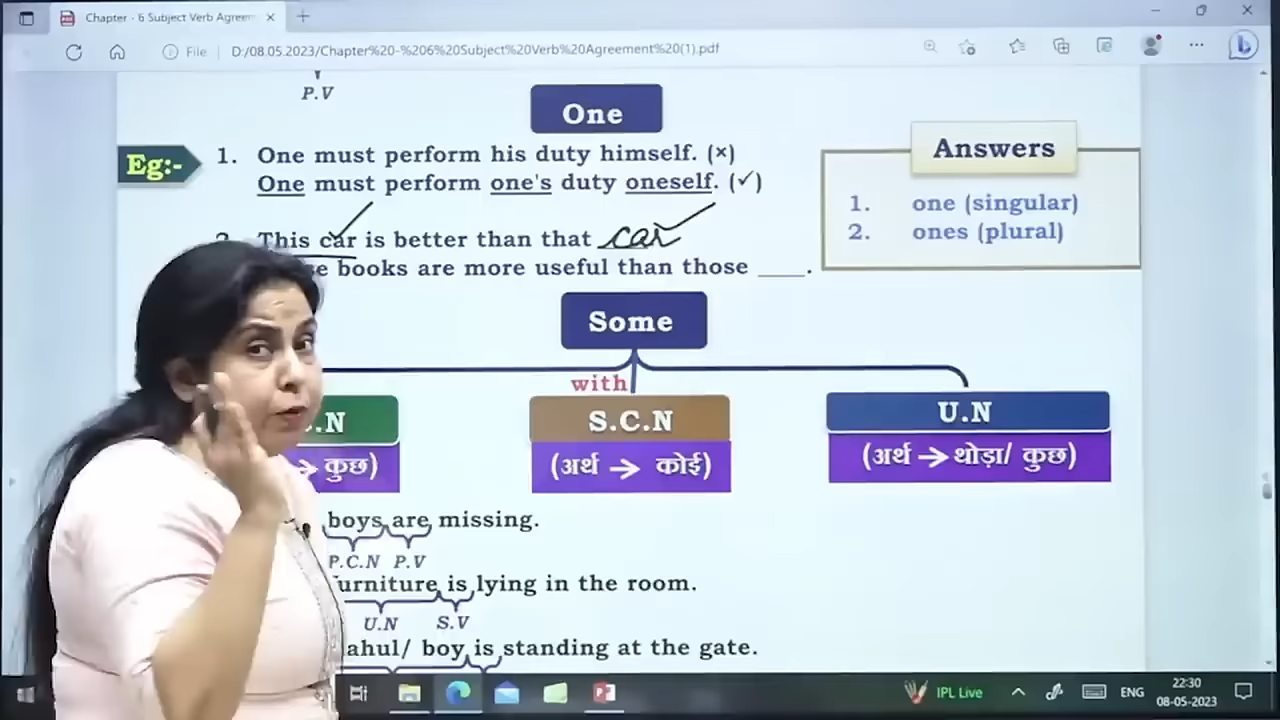 Chapter - 6 Subject Verb Agreem
File D:/08.05.2023/Chapter%20-%206%20Subject%20Verb%20Agreement%20(1).pdf
P.V
One
Eg:- 1. One must perform his duty himself. (×)
One must perform one's duty oneself. (✓)
This car is better than that car
books are more useful than those ____.
Answers
1. one (singular)
2. ones (plural)
Some
with
.N
→ कुछ)
S.C.N
(अर्थ → कोई)
U.N
(अर्थ → थोड़ा/ कुछ)
boys are missing.
P.C.N P.V
furniture is lying in the room.
U.N S.V
ahul/ boy is standing at the gate.
IPL Live
ENG
22:30
08-05-2023